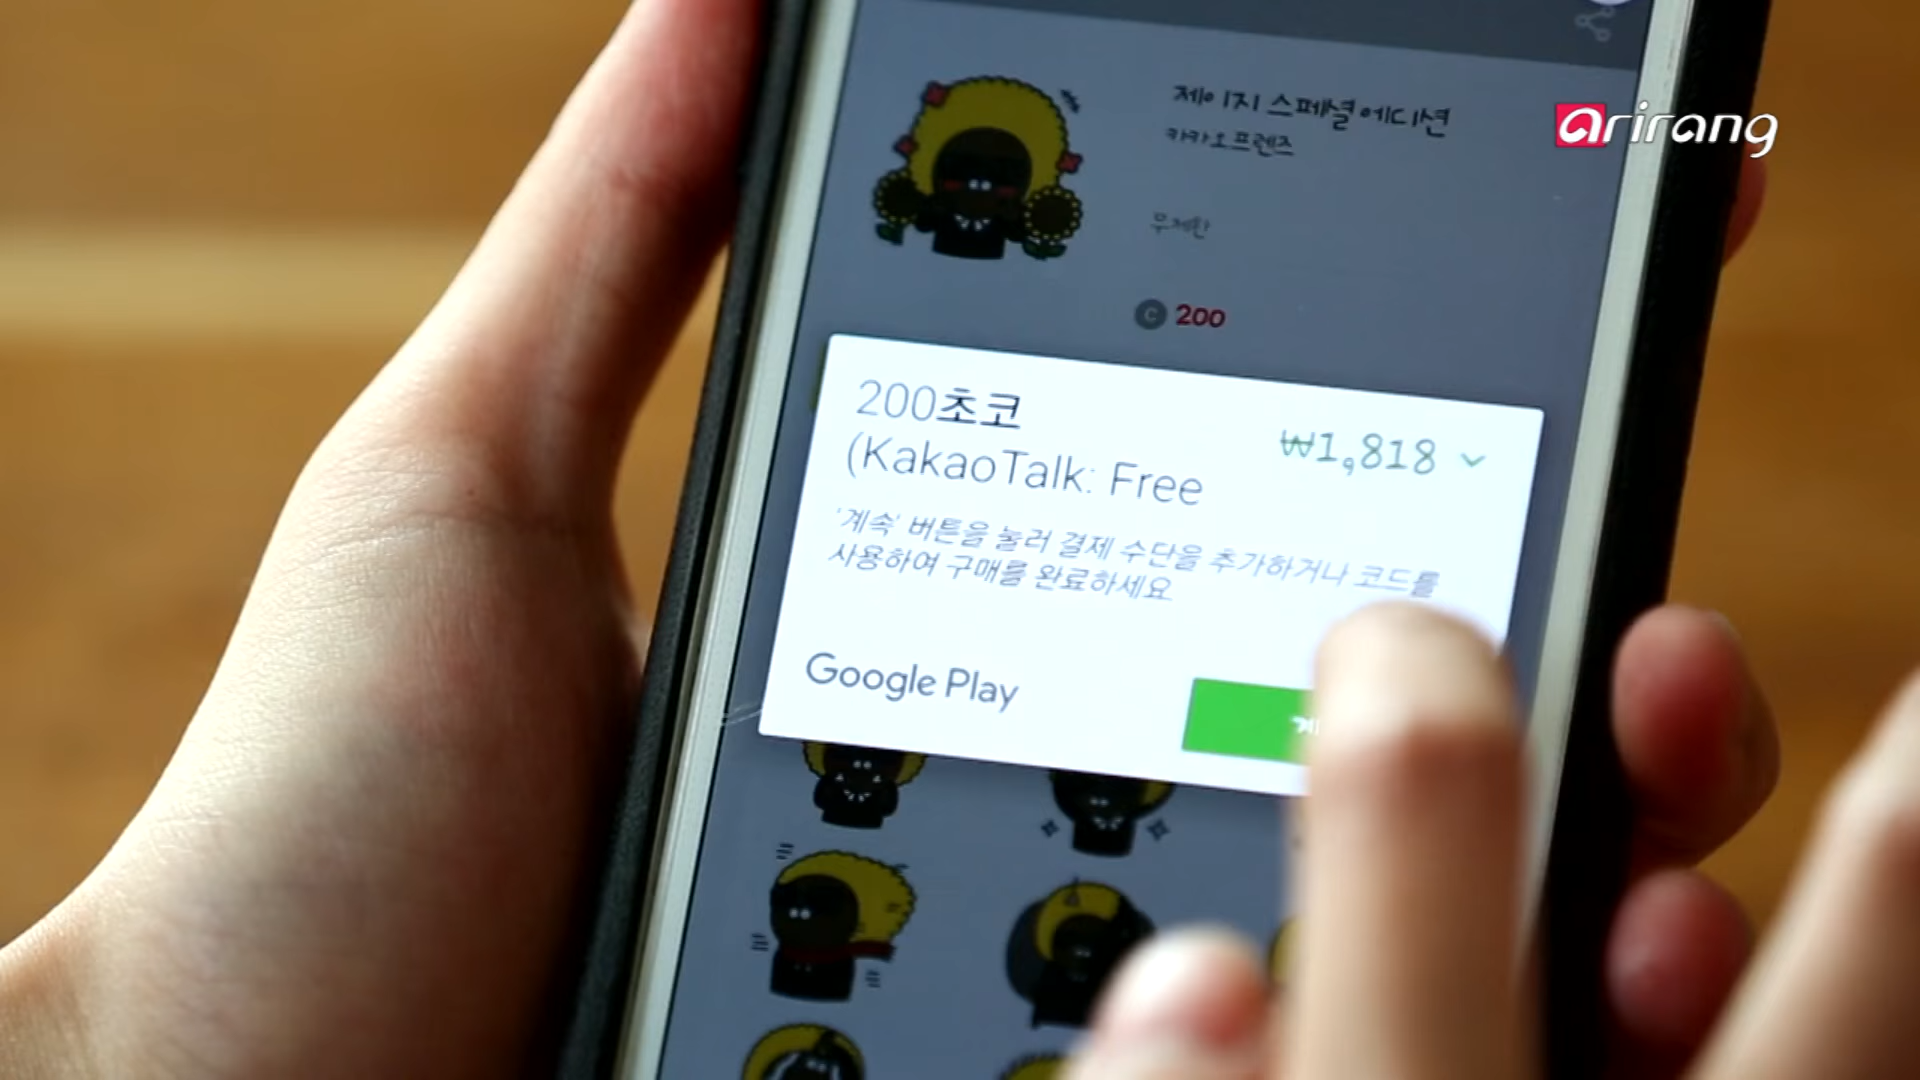 제이지 스페셜 에디션
카카오프렌즈
arirang
무제한
C 200
200초코
(KakaoTalk: Free
₩1,818
'계속' 버튼을 눌러 결제 수단을 추가하거나 코드를
사용하여 구매를 완료하세요.
Google Play